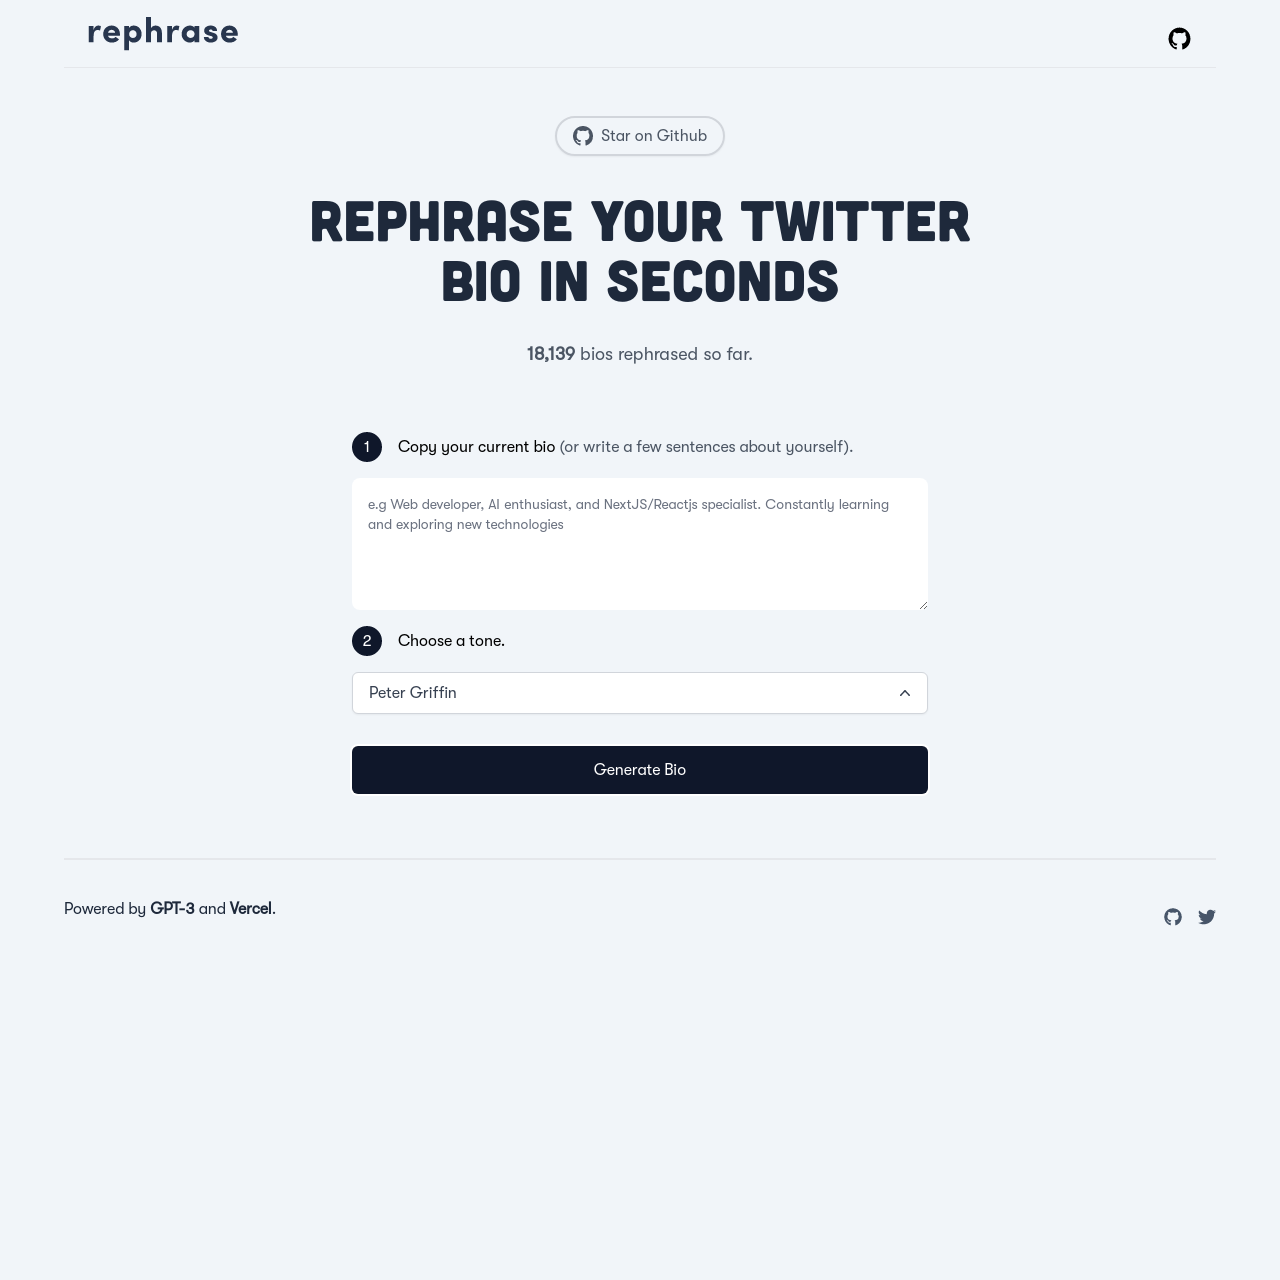 rephrase
Star on Github
REPHRASE YOUR TWITTER
BIO IN SECONDS
18,139 bios rephrased so far.
1 Copy your current bio (or write a few sentences about yourself).
e.g Web developer, AI enthusiast, and NextJS/Reactjs specialist. Constantly learning
and exploring new technologies
2 Choose a tone.
Peter Griffin
Generate Bio
Powered by GPT-3 and Vercel.